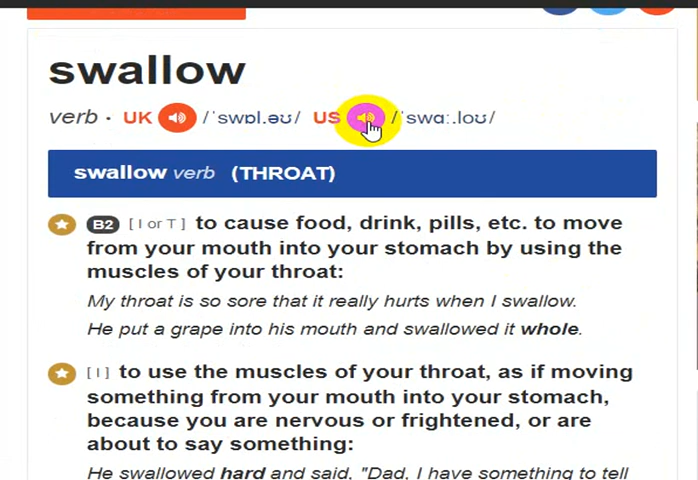 swallow
verb · UK /ˈswɒl.əʊ/ US /ˈswɑː.loʊ/
swallow verb (THROAT)
B2 [ I or T ] to cause food, drink, pills, etc. to move
from your mouth into your stomach by using the
muscles of your throat:
My throat is so sore that it really hurts when I swallow.
He put a grape into his mouth and swallowed it whole.
[ I ] to use the muscles of your throat, as if moving
something from your mouth into your stomach,
because you are nervous or frightened, or are
about to say something:
He swallowed hard and said, "Dad, I have something to tell